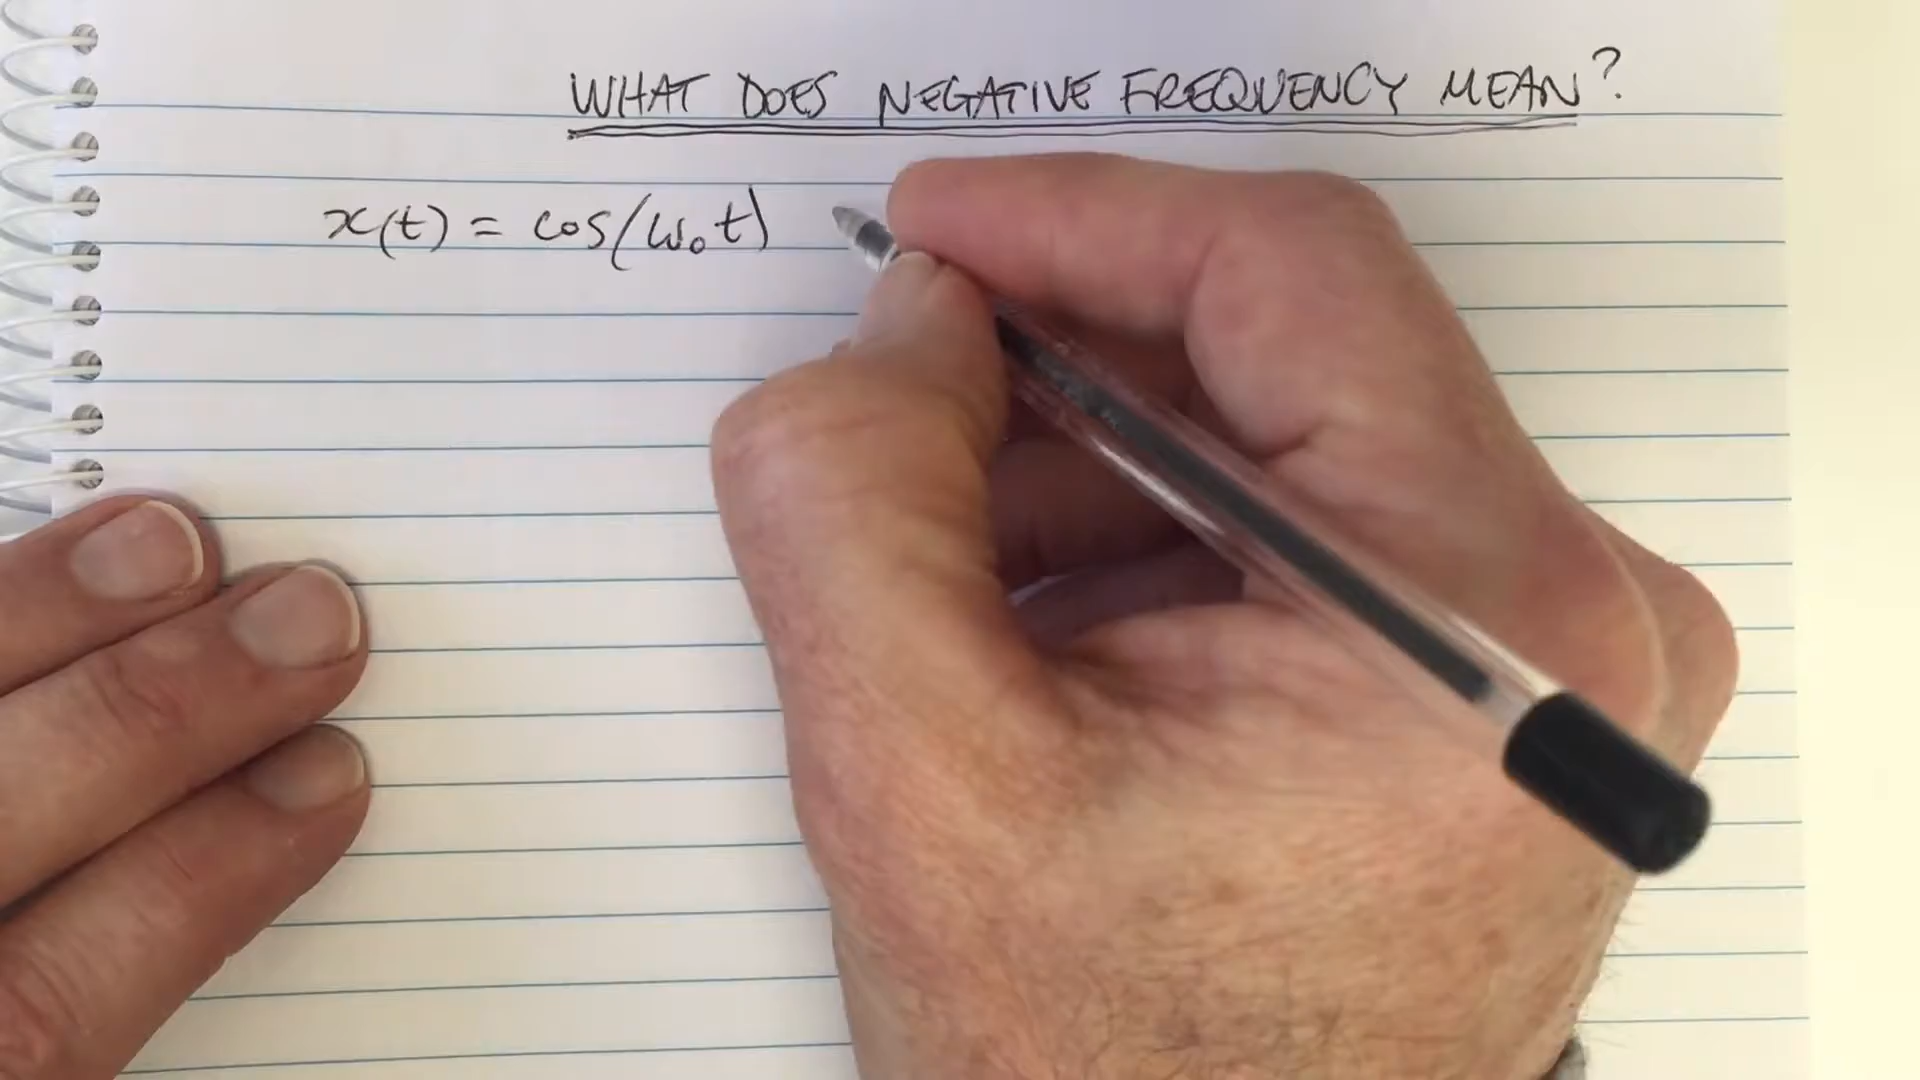 WHAT DOES NEGATIVE FREQUENCY MEAN?
x(t) = cos(ω₀t)